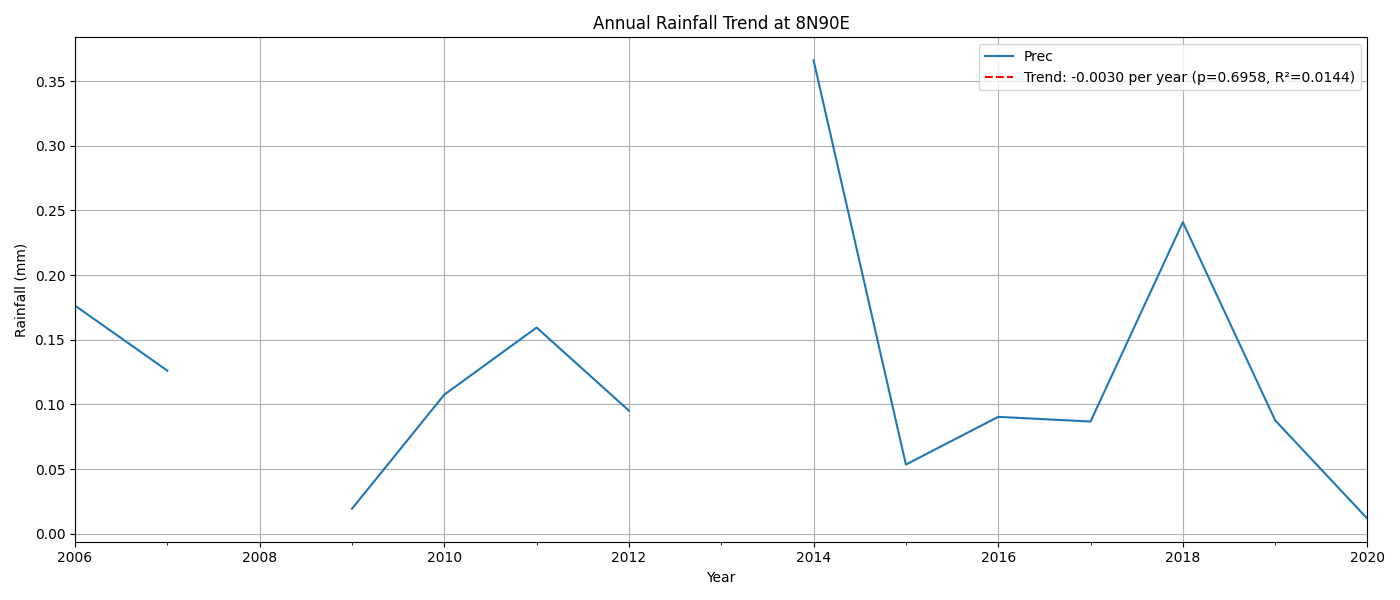 Annual Rainfall Trend at 8N90E
Prec
Trend: -0.0030 per year (p=0.6958, R²=0.0144)
Rainfall (mm)
0.35
0.30
0.25
0.20
0.15
0.10
0.05
0.00
2006 2008 2010 2012 2014 2016 2018 2020
Year